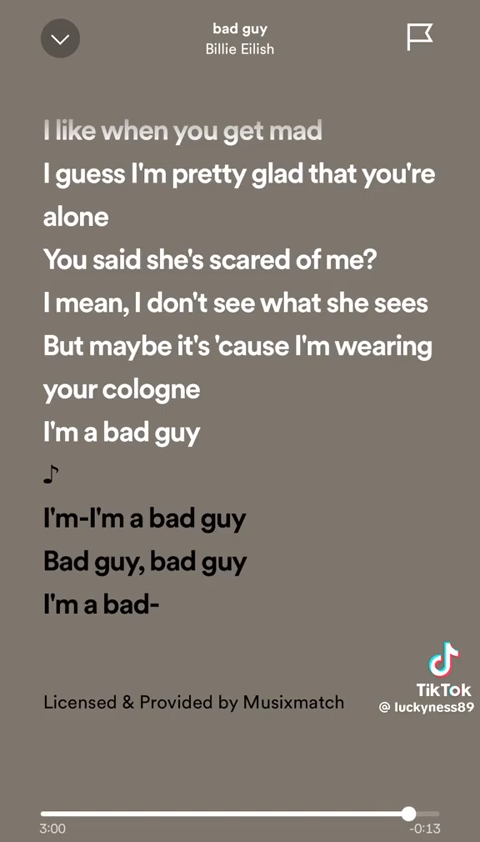 bad guy
Billie Eilish
I like when you get mad
I guess I'm pretty glad that you're
alone
You said she's scared of me?
I mean, I don't see what she sees
But maybe it's 'cause I'm wearing
your cologne
I'm a bad guy
♪
I'm-I'm a bad guy
Bad guy, bad guy
I'm a bad-
Licensed & Provided by Musixmatch
TikTok
@ luckyness89
3:00
-0:13